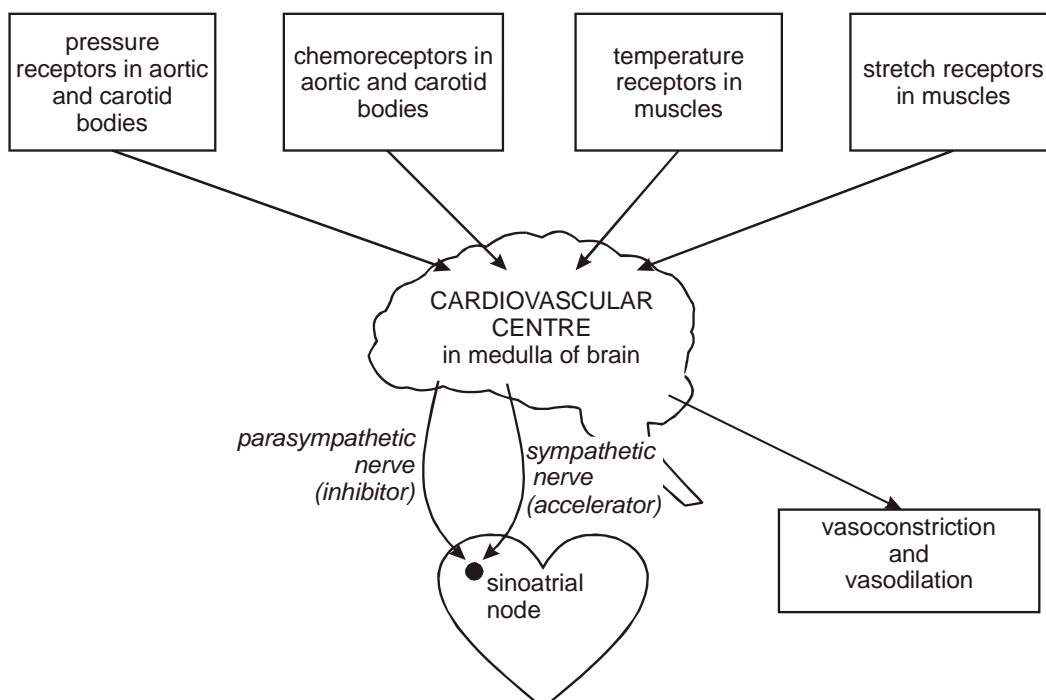 pressure
receptors in aortic
and carotid
bodies
chemoreceptors in
aortic and carotid
bodies
temperature
receptors in
muscles
stretch receptors
in muscles
CARDIOVASCULAR
CENTRE
in medulla of brain
parasympathetic
nerve
(inhibitor)
sympathetic
nerve
(accelerator)
vasoconstriction
and
vasodilation
sinoatrial
node